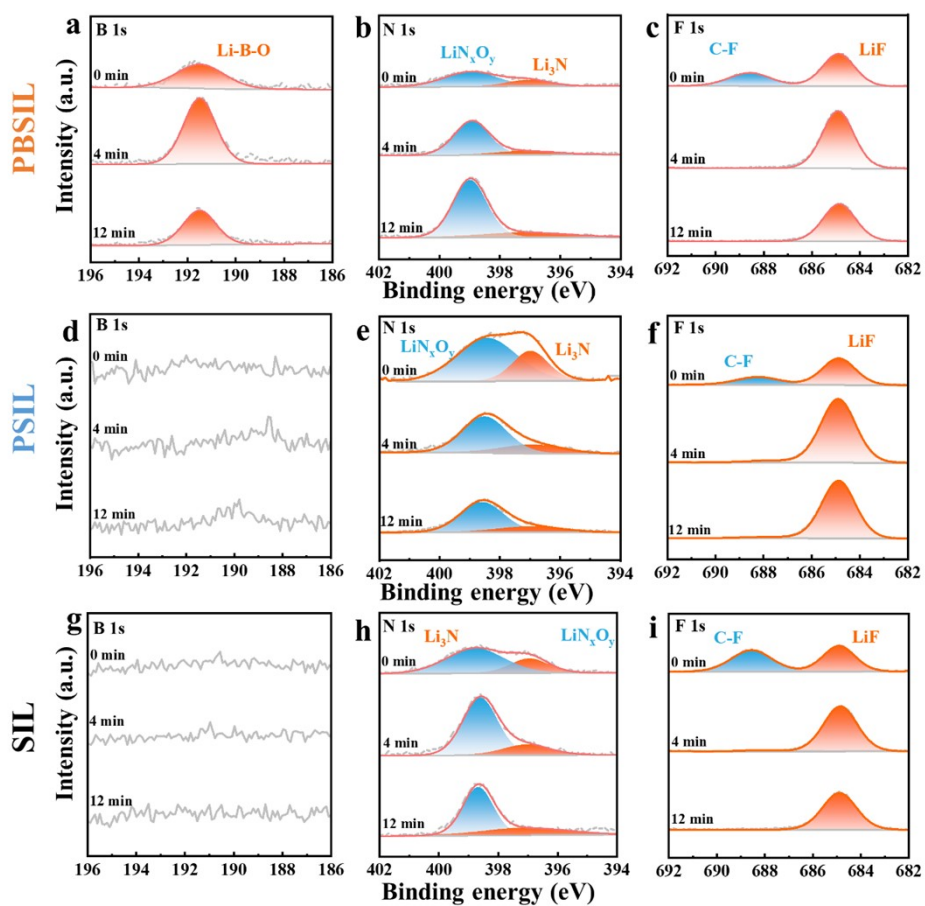 PBSIL
Intensity (a.u.)
a
B 1s
Li-B-O
0 min
4 min
12 min
196 194 192 190 188 186
b
N 1s
LiNxOy
Li3N
0 min
4 min
12 min
402 400 398 396 394
Binding energy (eV)
c
F 1s
C-F
LiF
0 min
4 min
12 min
692 690 688 686 684 682
PSIL
Intensity (a.u.)
d
B 1s
0 min
4 min
12 min
196 194 192 190 188 186
e
N 1s
LiNxOy
Li3N
0 min
4 min
12 min
402 400 398 396 394
Binding energy (eV)
f
F 1s
C-F
LiF
0 min
4 min
12 min
692 690 688 686 684 682
SIL
Intensity (a.u.)
g
B 1s
0 min
4 min
12 min
196 194 192 190 188 186
h
N 1s
Li3N
LiNxOy
0 min
4 min
12 min
402 400 398 396 394
Binding energy (eV)
i
F 1s
C-F
LiF
0 min
4 min
12 min
692 690 688 686 684 682